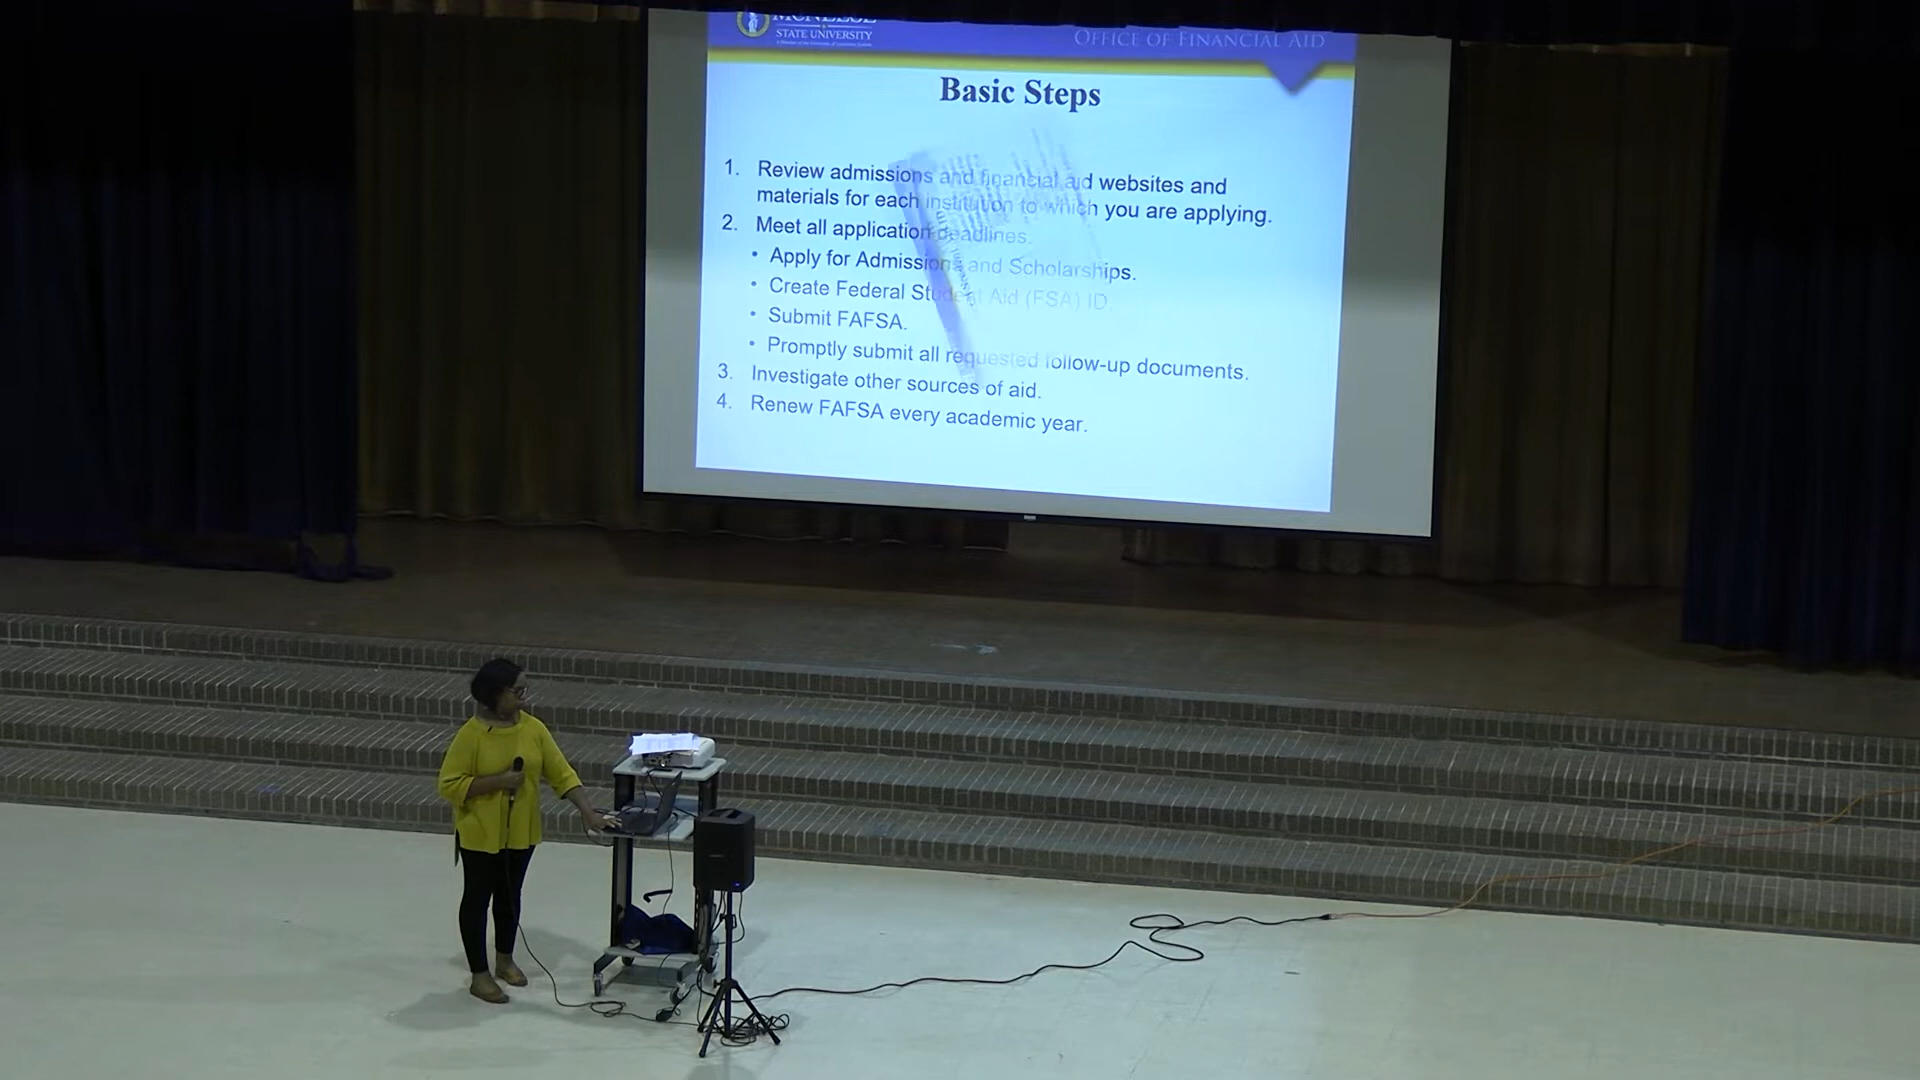 McNEESE
STATE UNIVERSITY
OFFICE OF FINANCIAL AID
Basic Steps
1. Review admissions and financial aid websites and
materials for each institution to which you are applying.
2. Meet all application deadlines.
• Apply for Admissions and Scholarships.
• Create Federal Student Aid (FSA) ID.
• Submit FAFSA.
• Promptly submit all requested follow-up documents.
3. Investigate other sources of aid.
4. Renew FAFSA every academic year.